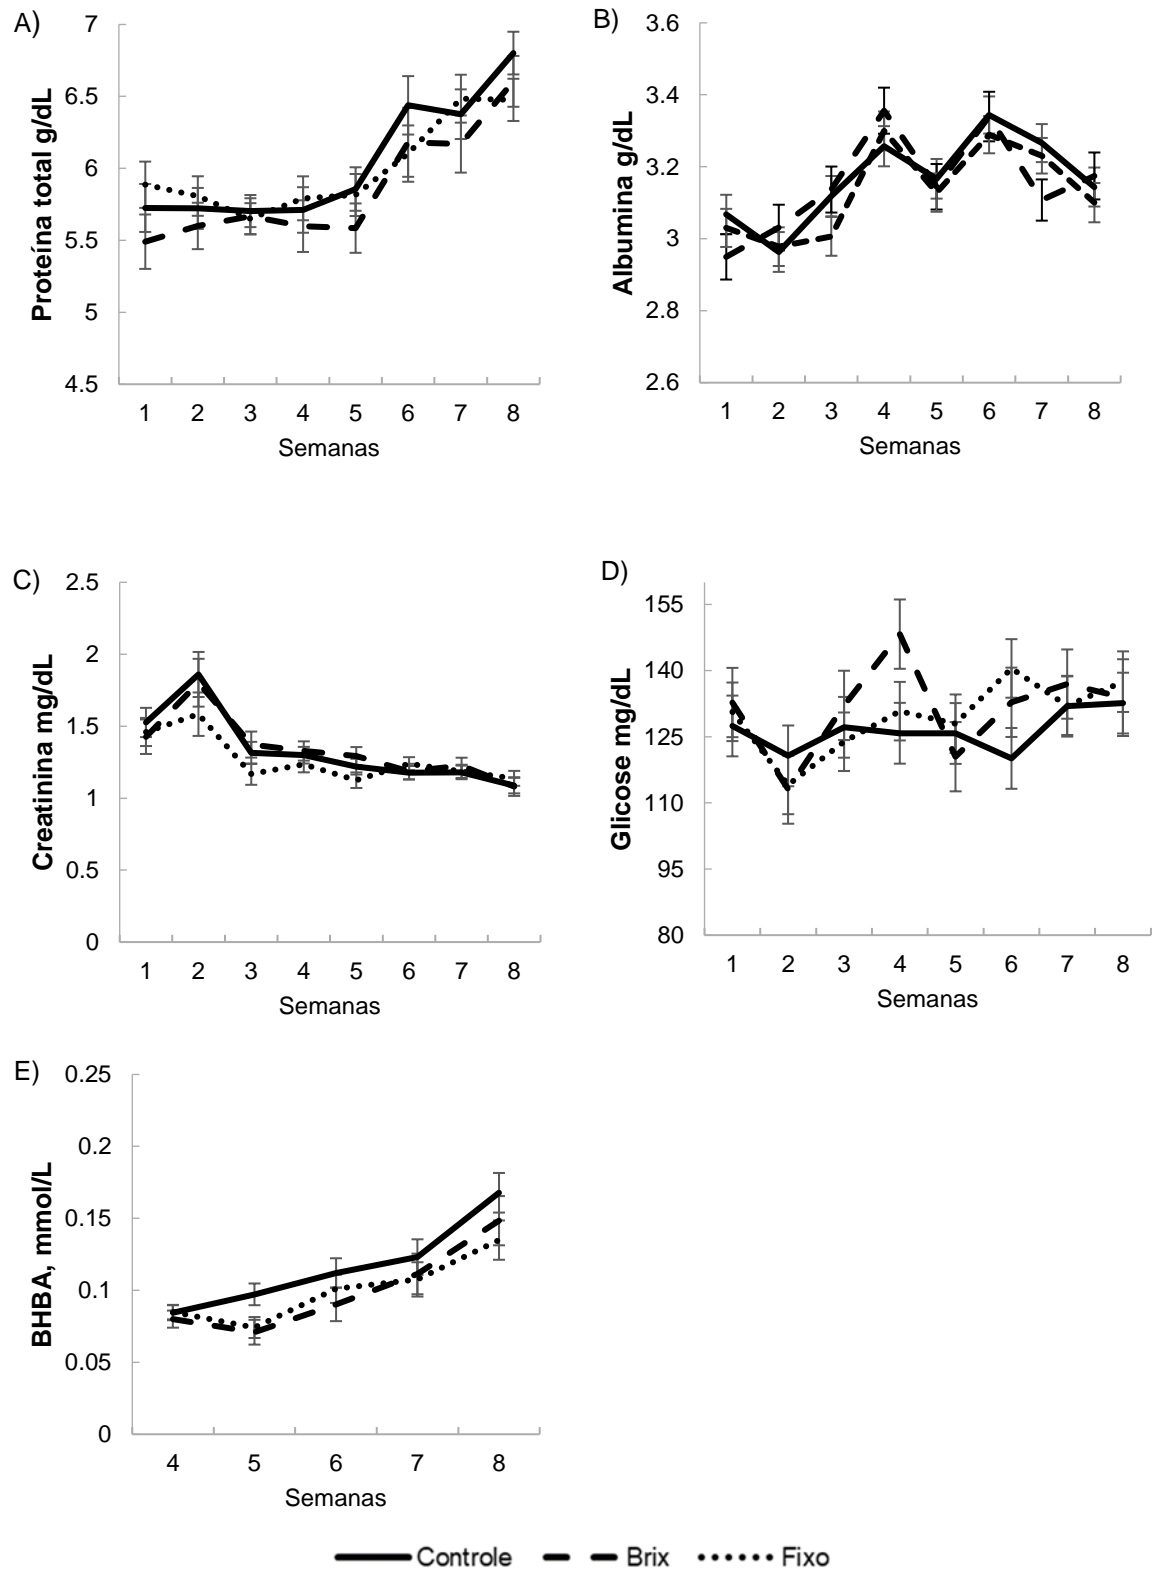 A)
Proteína total g/dL
7
6.5
6
5.5
5
4.5
1 2 3 4 5 6 7 8
Semanas
B)
Albumina g/dL
3.6
3.4
3.2
3
2.8
2.6
1 2 3 4 5 6 7 8
Semanas
C)
Creatinina mg/dL
2.5
2
1.5
1
0.5
0
1 2 3 4 5 6 7 8
Semanas
D)
Glicose mg/dL
155
140
125
110
95
80
1 2 3 4 5 6 7 8
Semanas
E)
BHBA, mmol/L
0.25
0.2
0.15
0.1
0.05
0
4 5 6 7 8
Semanas
Controle Brix Fixo